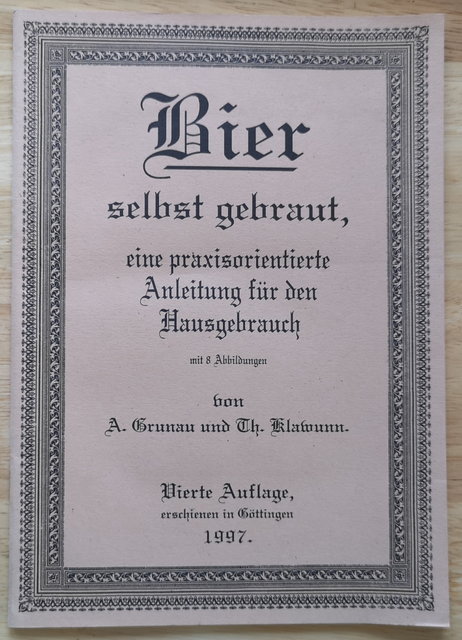 Bier
selbst gebraut,
eine praxisorientierte
Anleitung für den
Hausgebrauch
mit 8 Abbildungen
von
A. Grunau und Th. Klawunn.
Vierte Auflage,
erschienen in Göttingen
1997.